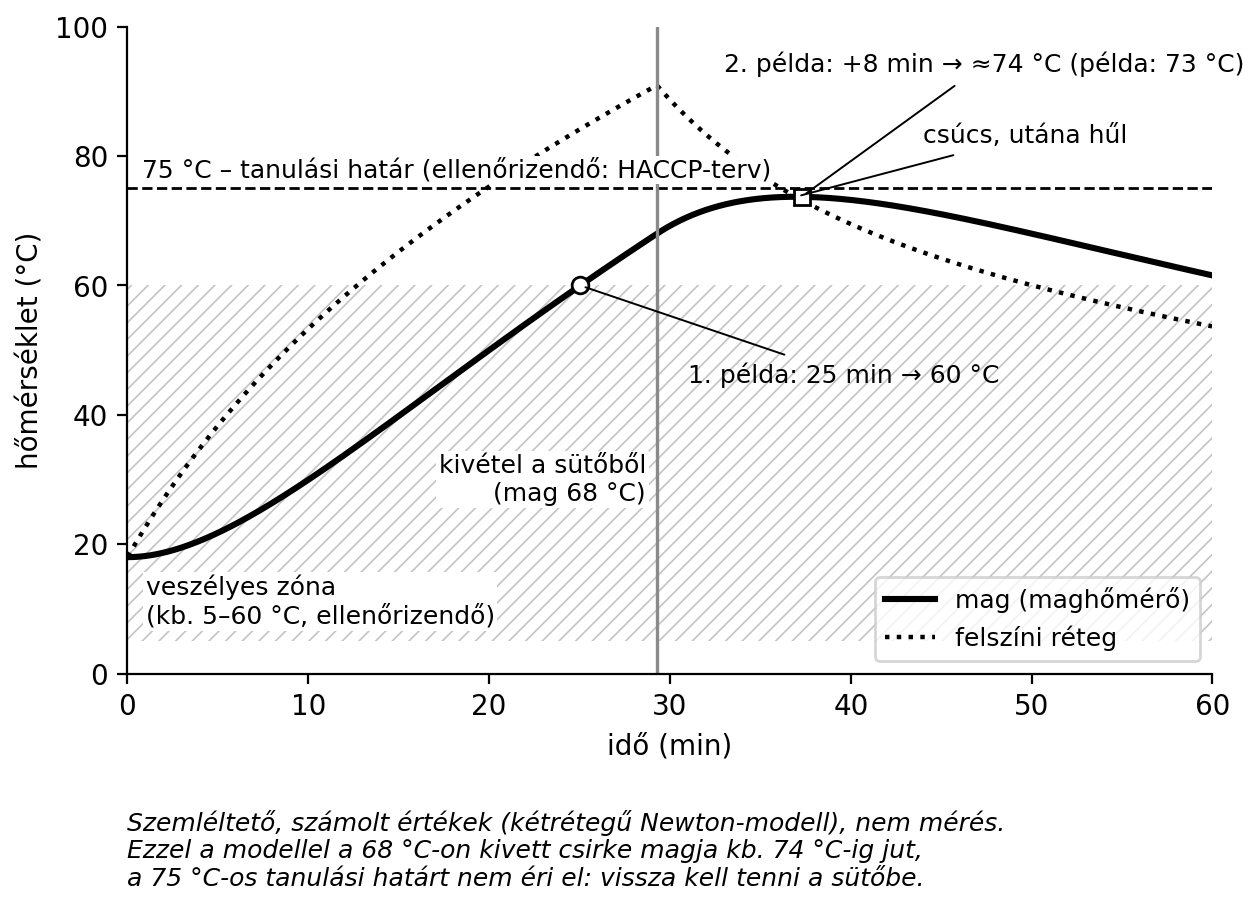 100
80
60
40
20
0
hőmérséklet (°C)
2. példa: +8 min → ≈74 °C (példa: 73 °C)
csúcs, utána hűl
75 °C – tanulási határ (ellenőrizendő: HACCP-terv)
1. példa: 25 min → 60 °C
kivétel a sütőből
(mag 68 °C)
veszélyes zóna
(kb. 5–60 °C, ellenőrizendő)
mag (maghőmérő)
felszíni réteg
0 10 20 30 40 50 60
idő (min)
Szemléltető, számolt értékek (kétrétegű Newton-modell), nem mérés.
Ezzel a modellel a 68 °C-on kivett csirke magja kb. 74 °C-ig jut,
a 75 °C-os tanulási határt nem éri el: vissza kell tenni a sütőbe.